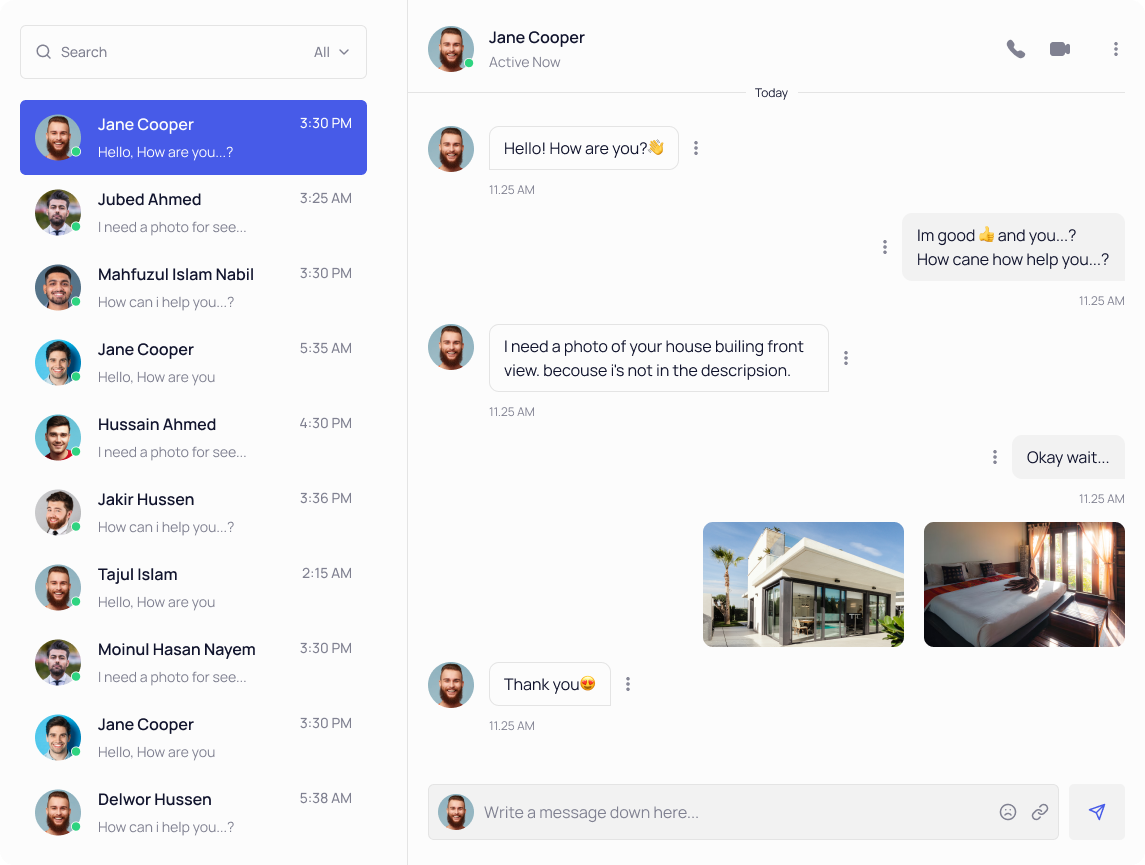 Search
All
Jane Cooper
3:30 PM
Hello, How are you...?
Jubed Ahmed
3:25 AM
I need a photo for see...
Mahfuzul Islam Nabil
3:30 PM
How can i help you...?
Jane Cooper
5:35 AM
Hello, How are you
Hussain Ahmed
4:30 PM
I need a photo for see...
Jakir Hussen
3:36 PM
How can i help you...?
Tajul Islam
2:15 AM
Hello, How are you
Moinul Hasan Nayem
3:30 PM
I need a photo for see...
Jane Cooper
3:30 PM
Hello, How are you
Delwor Hussen
5:38 AM
How can i help you...?
Jane Cooper
Active Now
Today
Hello! How are you?👋
11.25 AM
Im good 👍 and you...?
How cane how help you...?
11.25 AM
I need a photo of your house builing front
view. becouse i's not in the descripsion.
11.25 AM
Okay wait...
11.25 AM
Thank you😍
11.25 AM
Write a message down here...